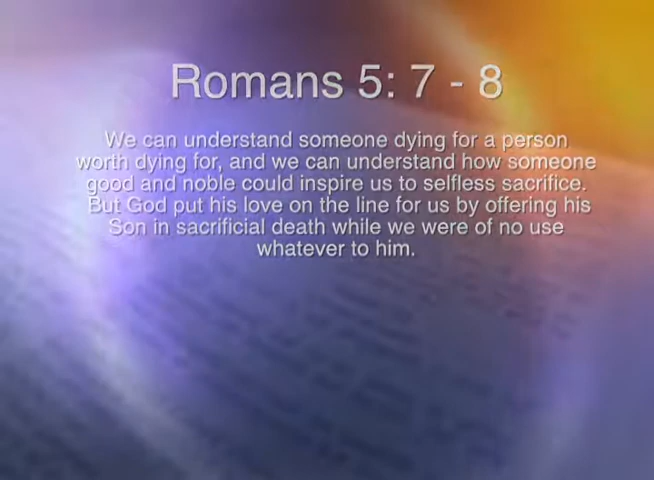 Romans 5: 7 - 8
We can understand someone dying for a person
worth dying for, and we can understand how someone
good and noble could inspire us to selfless sacrifice.
But God put his love on the line for us by offering his
Son in sacrificial death while we were of no use
whatever to him.